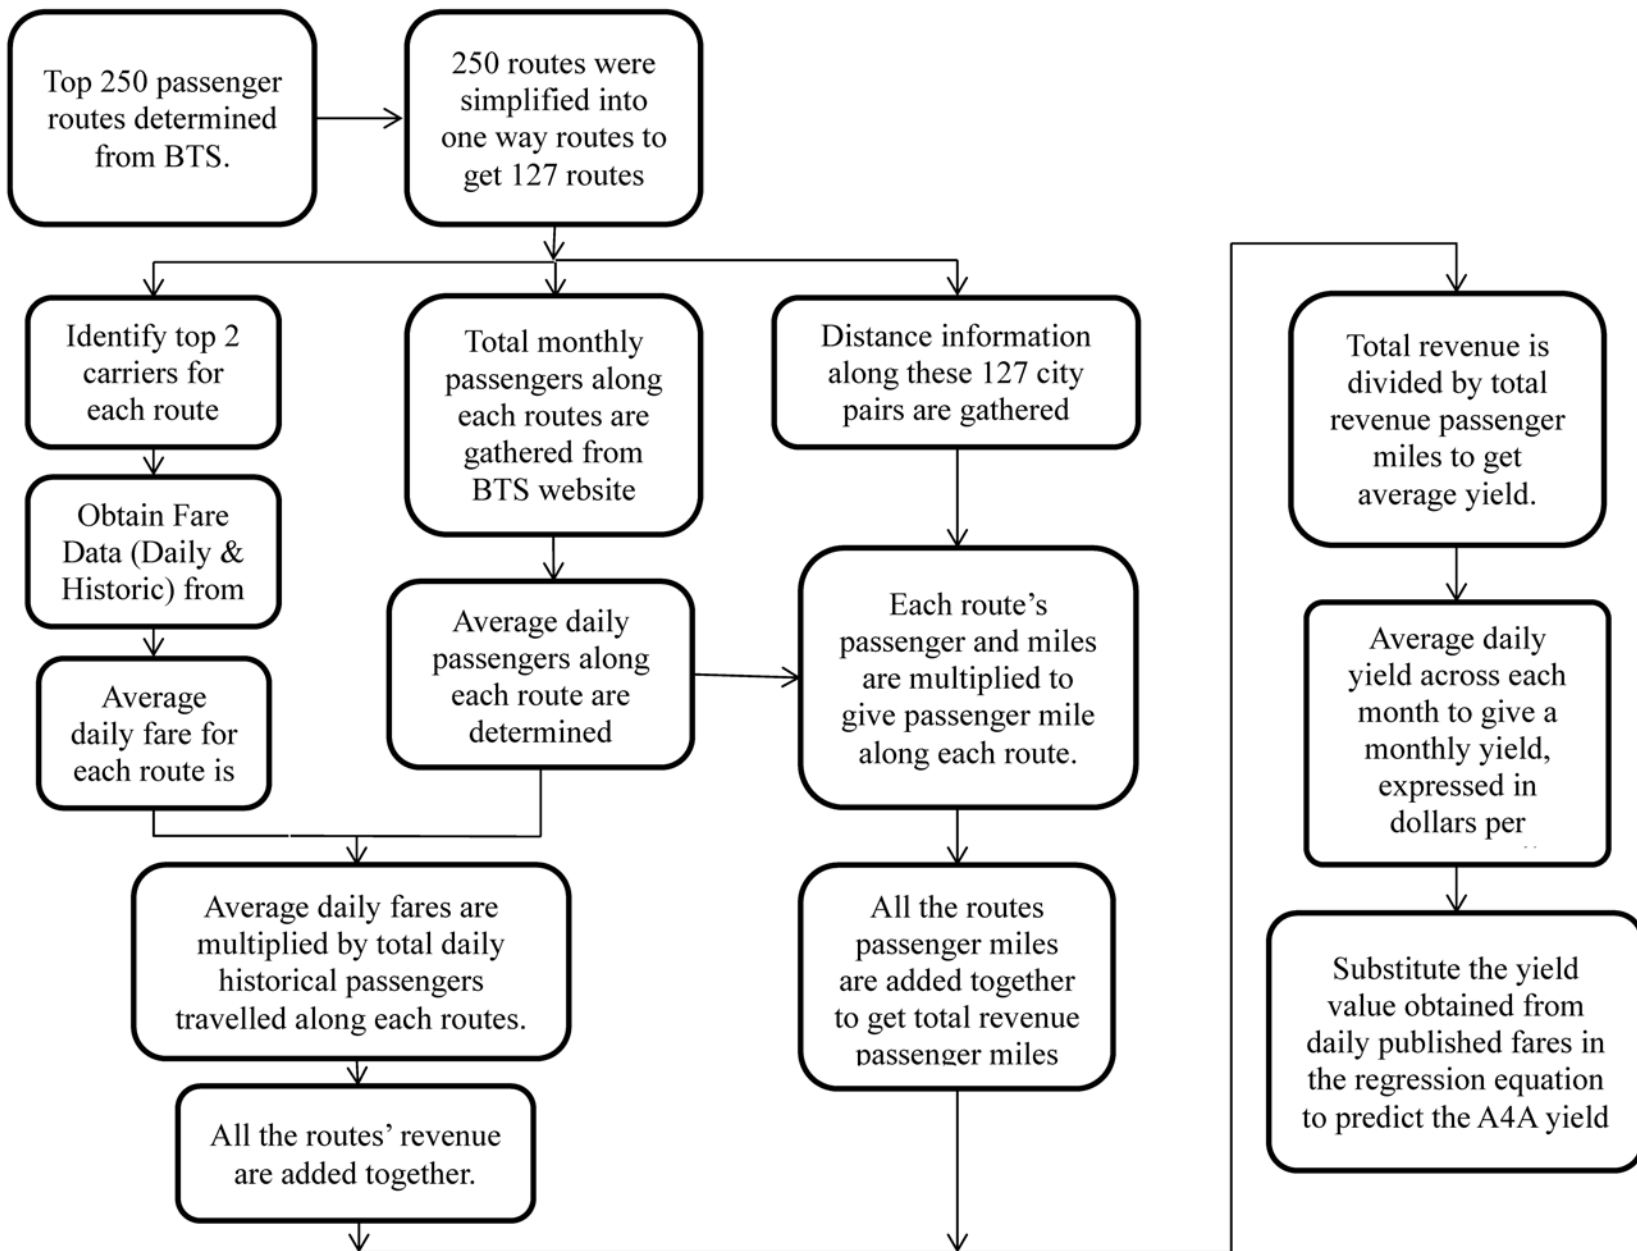 Top 250 passenger
routes determined
from BTS.
250 routes were
simplified into
one way routes to
get 127 routes
Identify top 2
carriers for
each route
Obtain Fare
Data (Daily &
Historic) from
Average
daily fare for
each route is
Total monthly
passengers along
each routes are
gathered from
BTS website
Average daily
passengers along
each route are
determined
Distance information
along these 127 city
pairs are gathered
Each route’s
passenger and miles
are multiplied to
give passenger mile
along each route.
Average daily fares are
multiplied by total daily
historical passengers
travelled along each routes.
All the routes’ revenue
are added together.
All the routes
passenger miles
are added together
to get total revenue
passenger miles
Total revenue is
divided by total
revenue passenger
miles to get
average yield.
Average daily
yield across each
month to give a
monthly yield,
expressed in
dollars per
Substitute the yield
value obtained from
daily published fares in
the regression equation
to predict the A4A yield